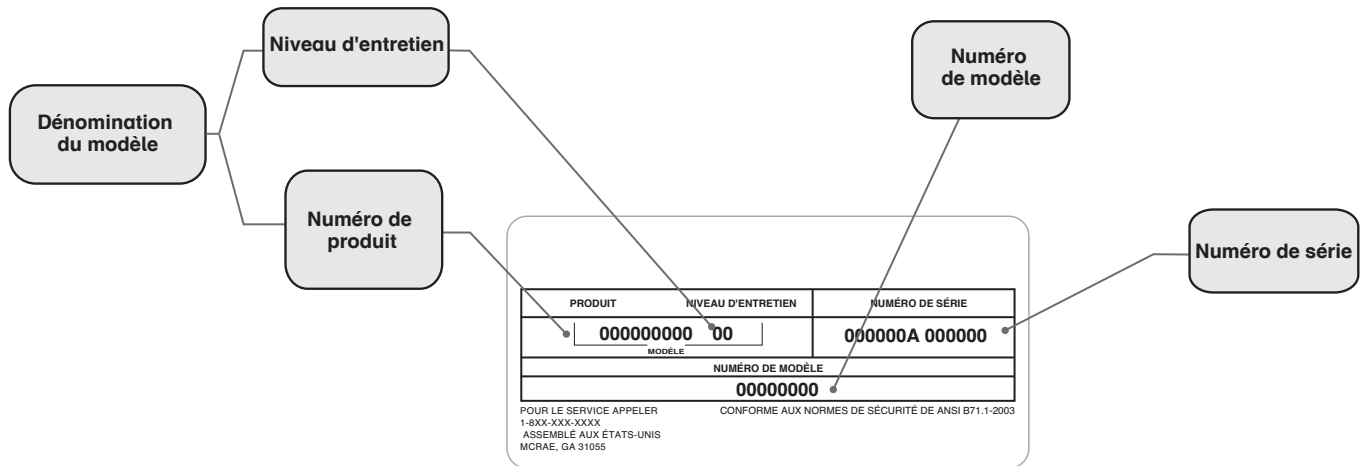 Niveau d'entretien
Numéro
de modèle
Dénomination
du modèle
Numéro de
produit
Numéro de série
PRODUIT NIVEAU D'ENTRETIEN NUMÉRO DE SÉRIE
000000000 00 000000A 000000
MODÈLE
NUMÉRO DE MODÈLE
00000000
POUR LE SERVICE APPELER CONFORME AUX NORMES DE SÉCURITÉ DE ANSI B71.1-2003
1-8XX-XXX-XXXX
ASSEMBLÉ AUX ÉTATS-UNIS
MCRAE, GA 31055